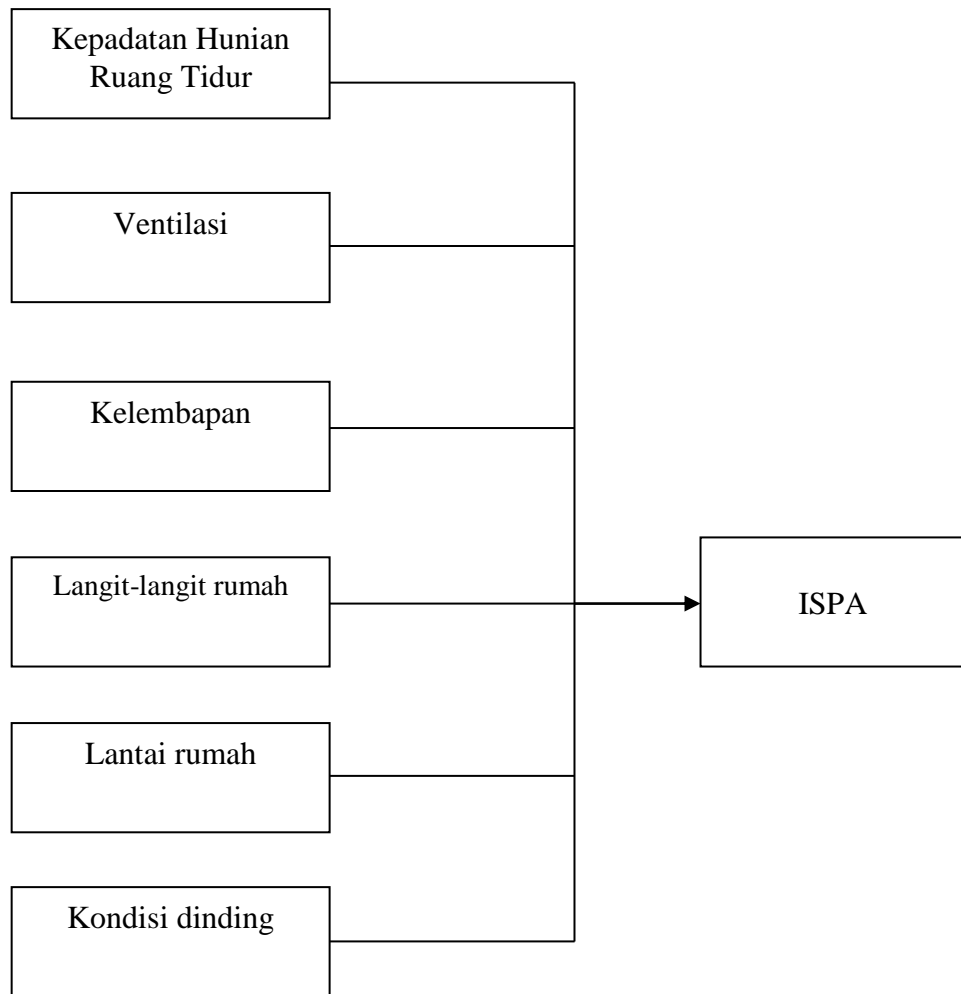 Kepadatan Hunian
Ruang Tidur
Ventilasi
Kelembapan
Langit-langit rumah
ISPA
Lantai rumah
Kondisi dinding